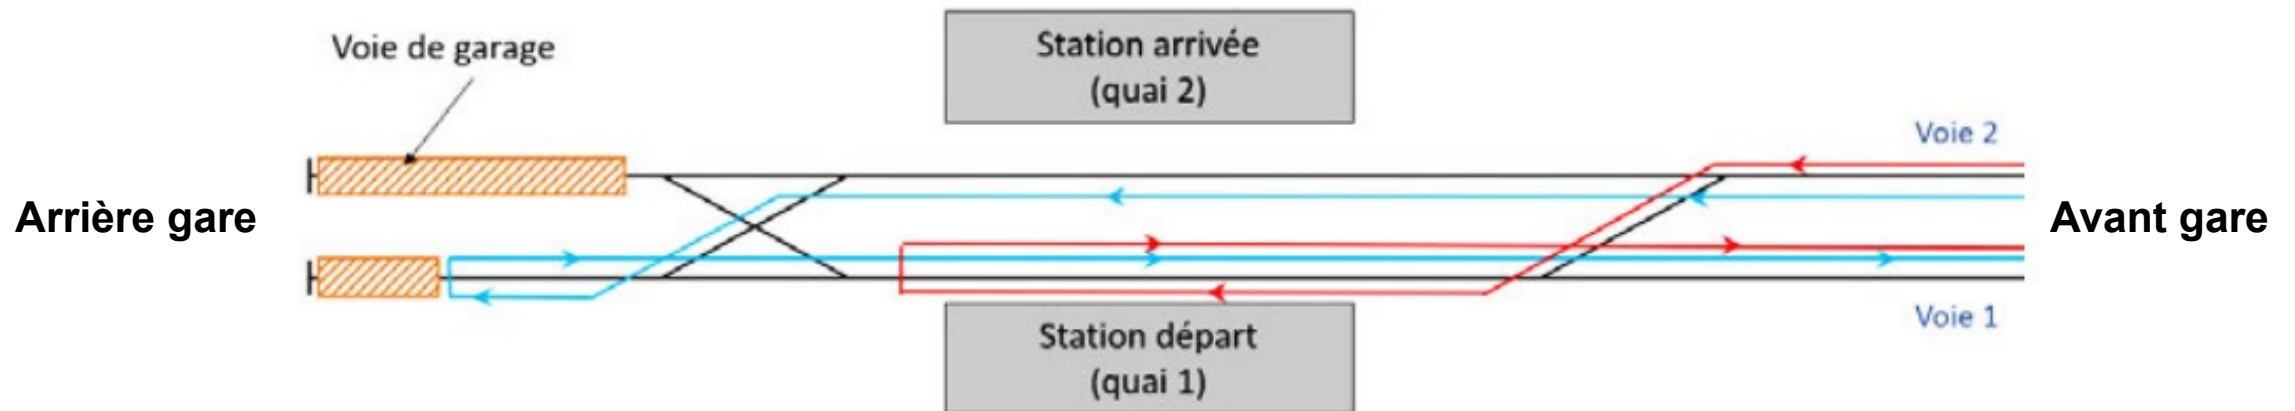 Station arrivée
(quai 2)
Voie de garage
Voie 2
Arrière gare
Avant gare
Voie 1
Station départ
(quai 1)